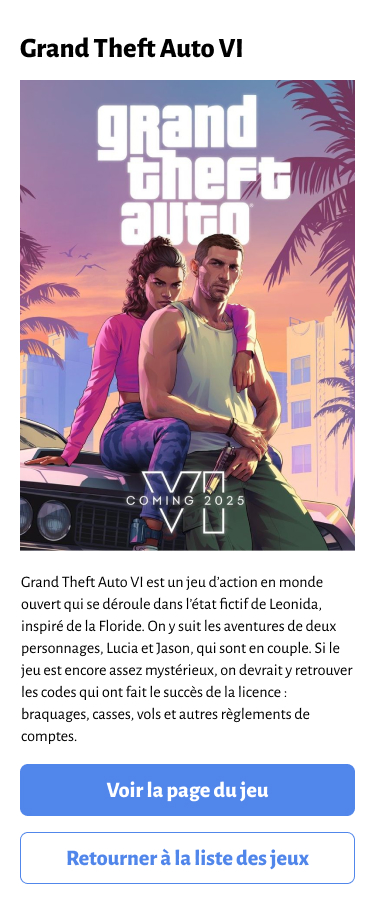 Grand Theft Auto VI
grand
theft
auto
VI
COMING 2025
Grand Theft Auto VI est un jeu d’action en monde
ouvert qui se déroule dans l’état fictif de Leonida,
inspiré de la Floride. On y suit les aventures de deux
personnages, Lucia et Jason, qui sont en couple. Si le
jeu est encore assez mystérieux, on devrait y retrouver
les codes qui ont fait le succès de la licence :
braquages, casses, vols et autres règlements de
comptes.
Voir la page du jeu
Retourner à la liste des jeux